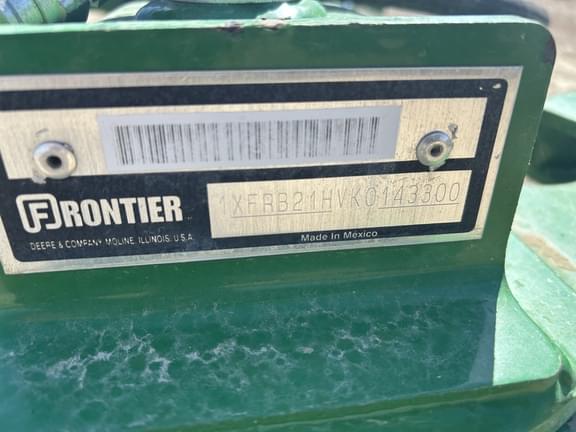 FRONTIER
1XFRB21HVK0143300
DEERE & COMPANY MOLINE, ILLINOIS, U.S.A.
Made In Mexico